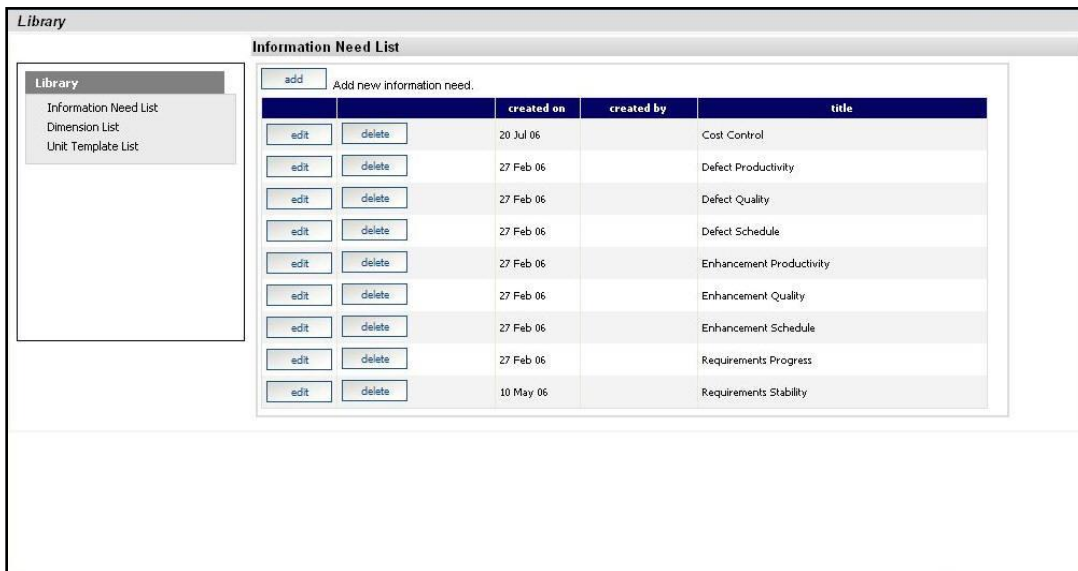 Library
Information Need List
Library
Information Need List
Dimension List
Unit Template List
add Add new information need.
created on created by title
edit delete 20 Jul 06 Cost Control
edit delete 27 Feb 06 Defect Productivity
edit delete 27 Feb 06 Defect Quality
edit delete 27 Feb 06 Defect Schedule
edit delete 27 Feb 06 Enhancement Productivity
edit delete 27 Feb 06 Enhancement Quality
edit delete 27 Feb 06 Enhancement Schedule
edit delete 27 Feb 06 Requirements Progress
edit delete 10 May 06 Requirements Stability